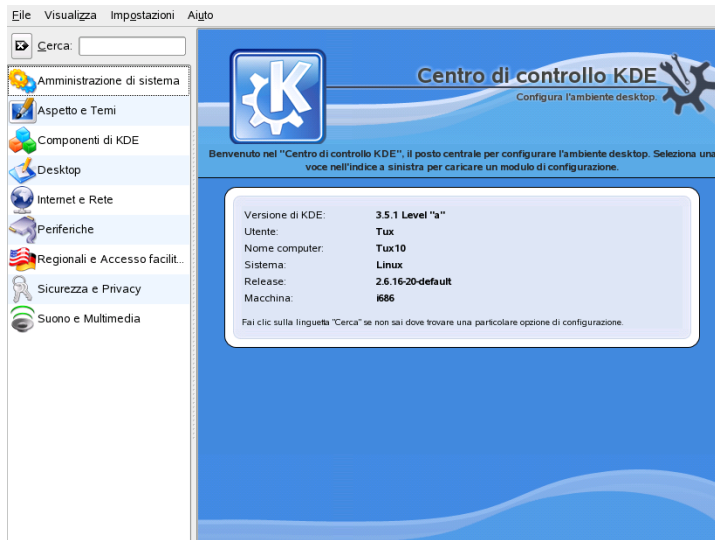 File Visualizza Impostazioni Aiuto
Cerca:
Amministrazione di sistema
Aspetto e Temi
Componenti di KDE
Desktop
Internet e Rete
Periferiche
Regionali e Accesso facilit...
Sicurezza e Privacy
Suono e Multimedia
Centro di controllo KDE
Configura l'ambiente desktop.
Benvenuto nel "Centro di controllo KDE", il posto centrale per configurare l'ambiente desktop. Seleziona una
voce nell'indice a sinistra per caricare un modulo di configurazione.
Versione di KDE: 3.5.1 Level "a"
Utente: Tux
Nome computer: Tux10
Sistema: Linux
Release: 2.6.16-20-default
Macchina: i686
Fai clic sulla linguetta "Cerca" se non sai dove trovare una particolare opzione di configurazione.